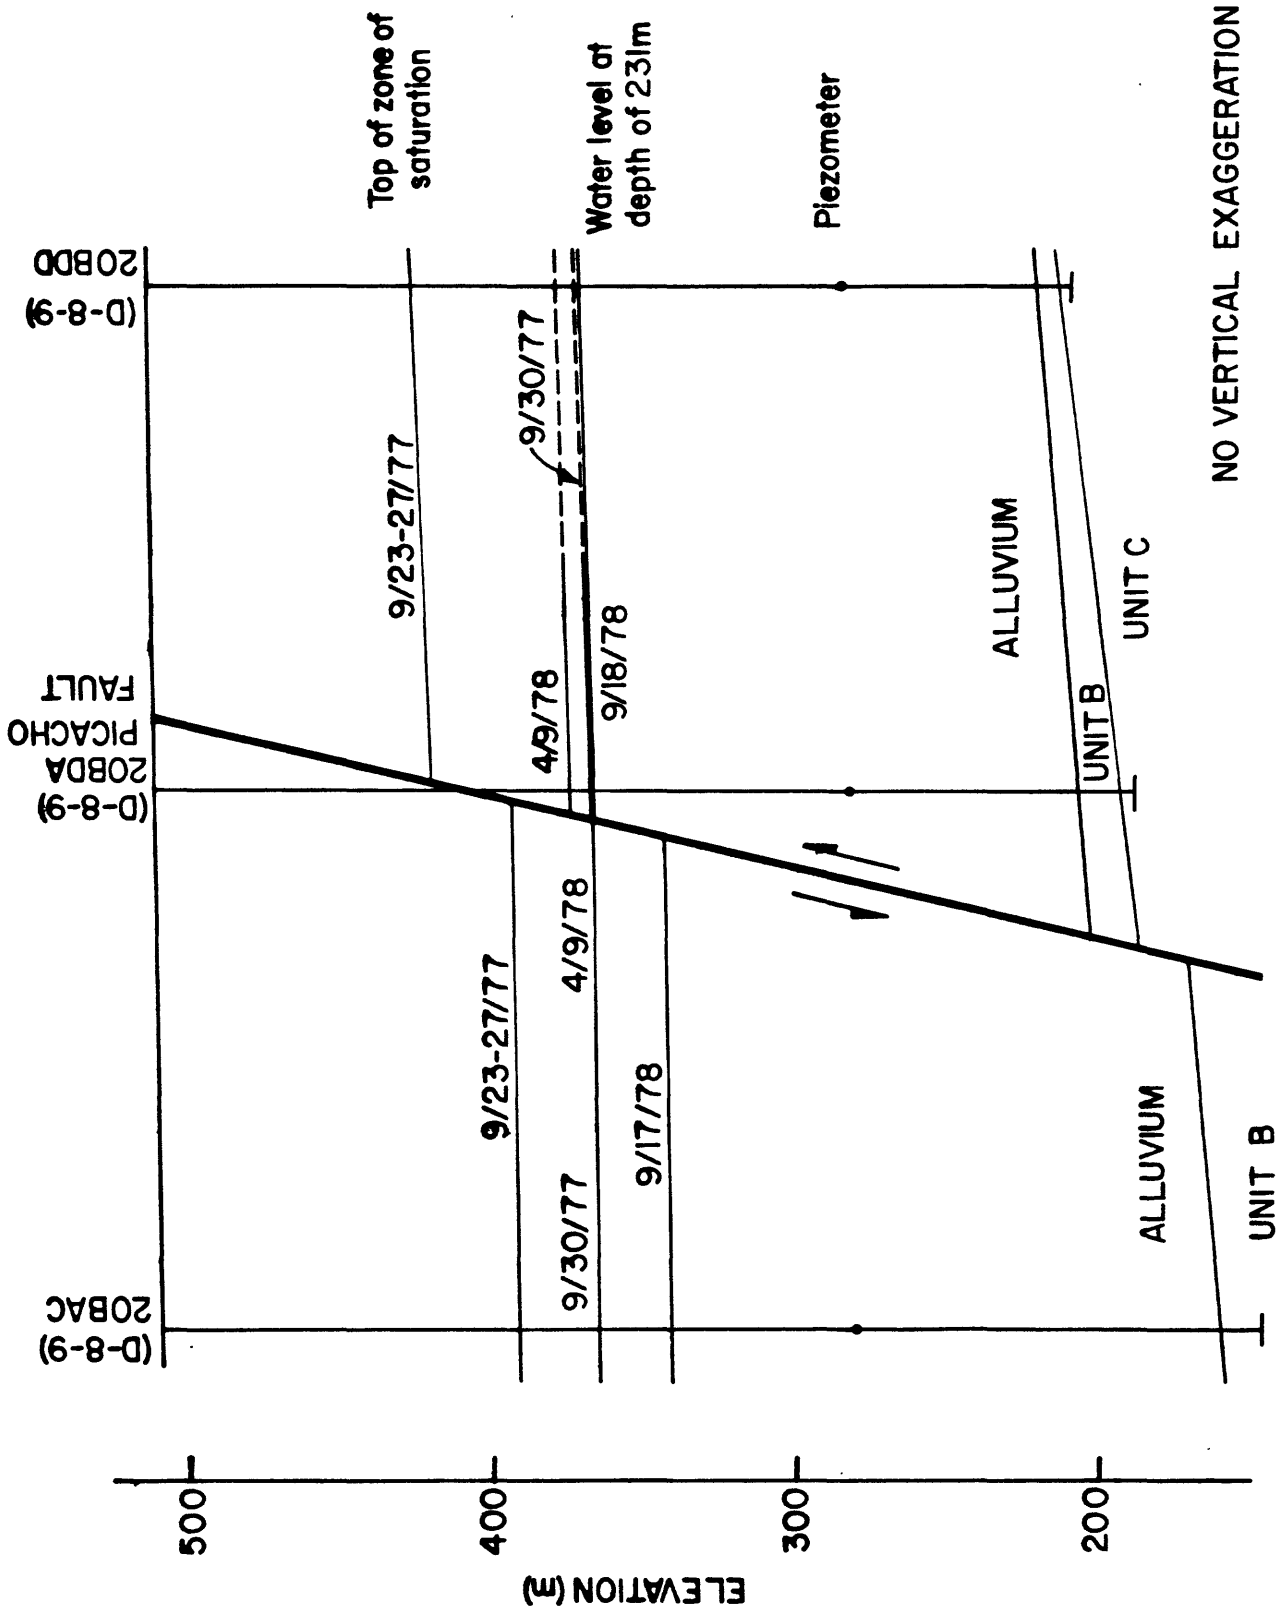 (D-8-9)
20BAC
(D-8-9)
20BDA
PICACHO
FAULT
(D-8-9)
20BDD
500
400
300
200
ELEVATION (m)
9/23-27/77
9/23-27/77
Top of zone of
saturation
9/30/77
4/9/78
4/9/78
9/30/77
9/18/78
Water level at
depth of 231m
9/17/78
Piezometer
ALLUVIUM
UNIT B
UNIT C
ALLUVIUM
UNIT B
NO VERTICAL EXAGGERATION